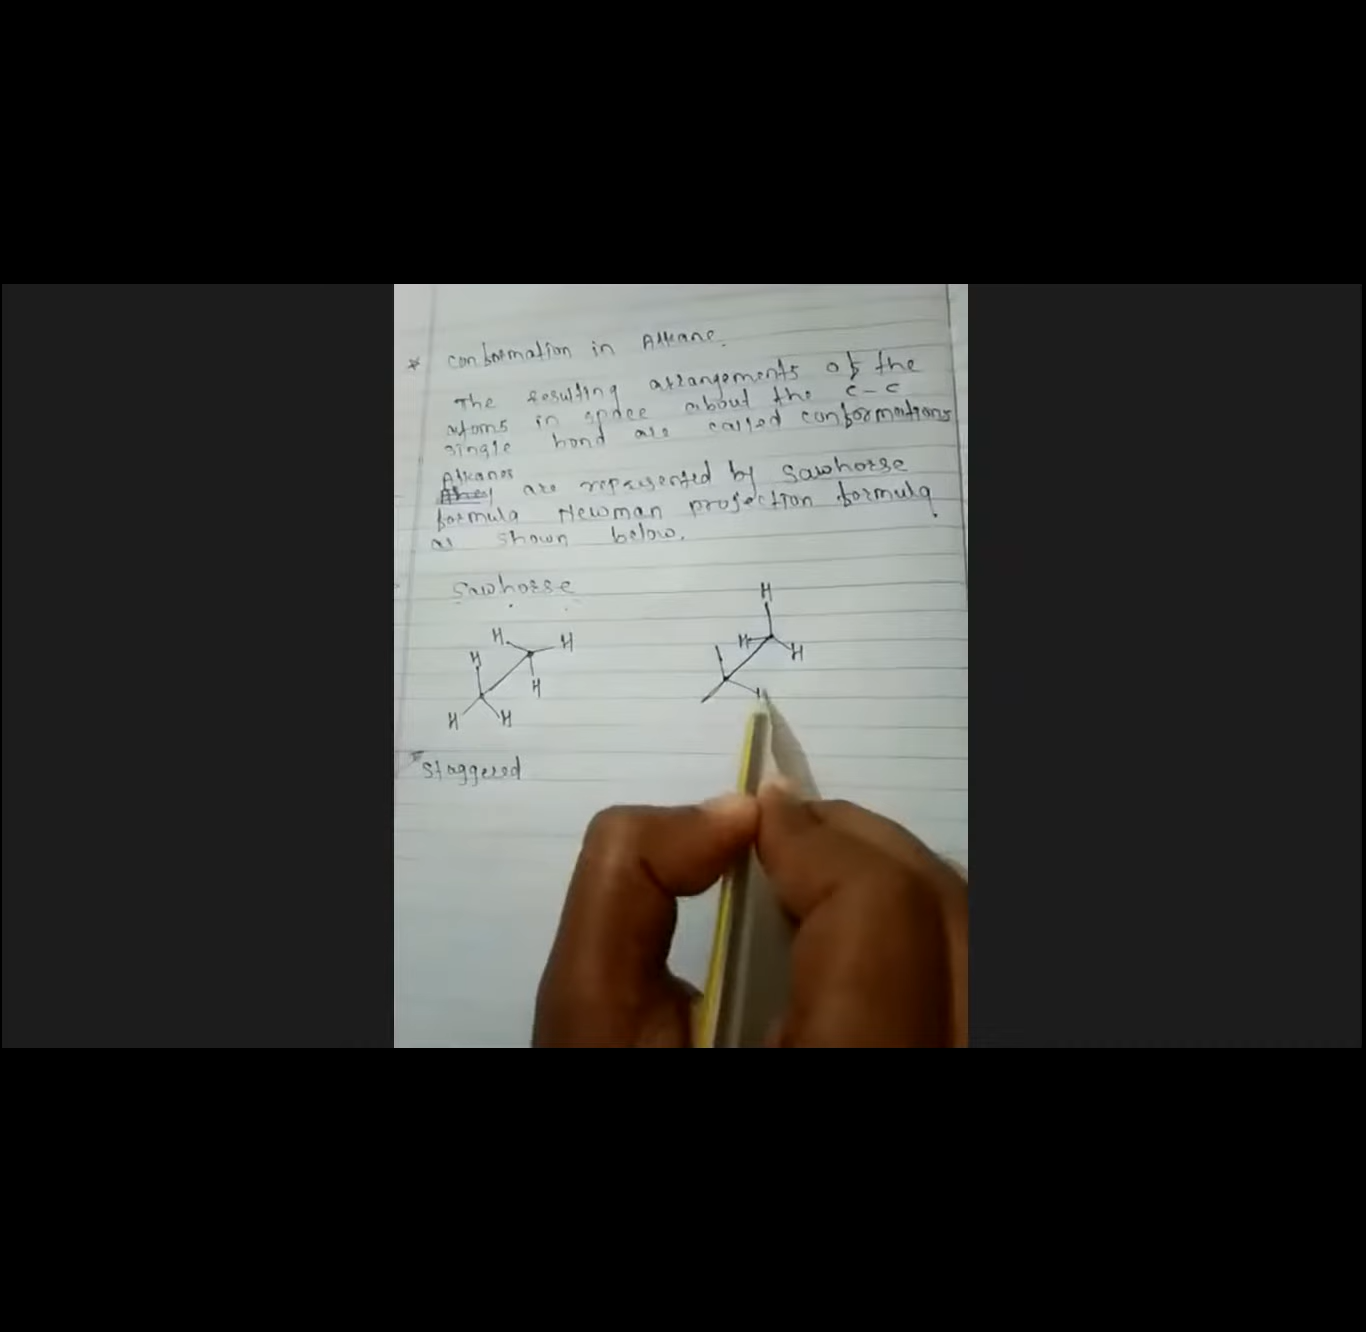 * Conformation in Alkane.
The resulting arrangements of the
atoms in space about the C-C
single bond are called conformations
Alkanes
are represented by Sawhorse
formula Newman projection formula
as shown below.
Sawhorse
H
H H
H H H
H H
H
H H
staggered